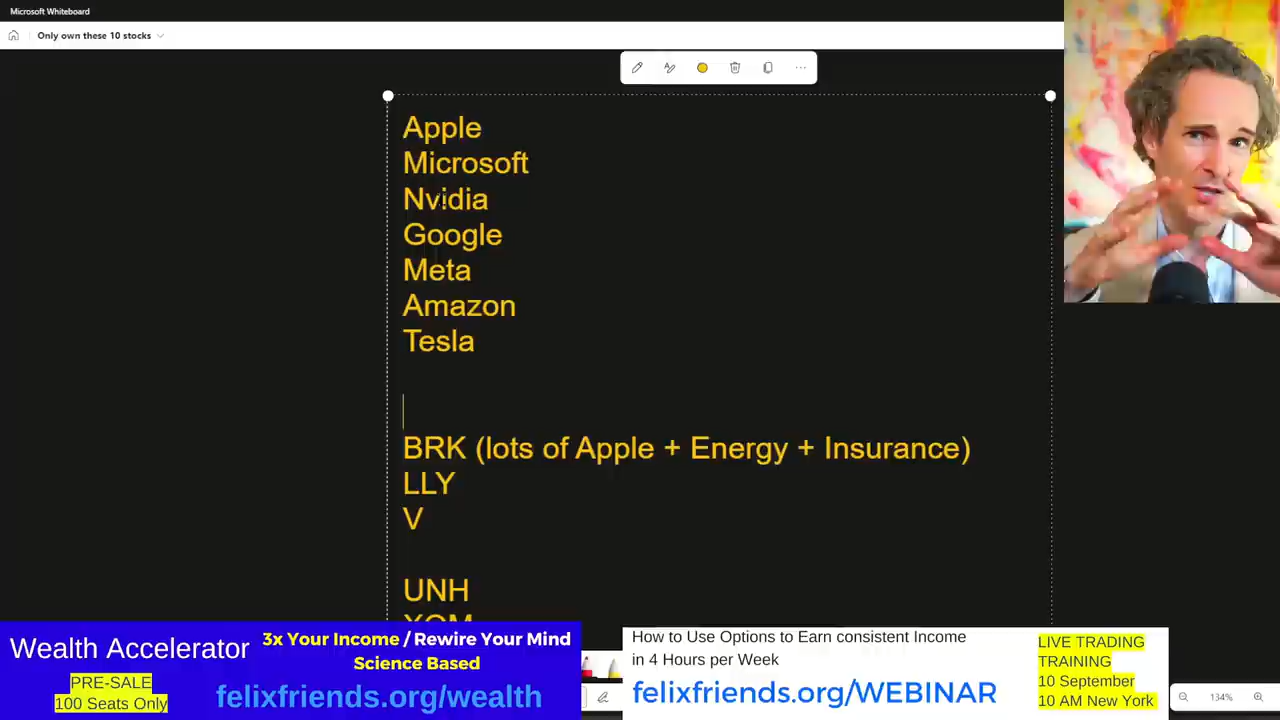 Microsoft Whiteboard
Only own these 10 stocks
Apple
Microsoft
Nvidia
Google
Meta
Amazon
Tesla
BRK (lots of Apple + Energy + Insurance)
LLY
V
UNH
XOM
Wealth Accelerator
PRE-SALE
100 Seats Only
3x Your Income / Rewire Your Mind
Science Based
felixfriends.org/wealth
How to Use Options to Earn consistent Income
in 4 Hours per Week
felixfriends.org/WEBINAR
LIVE TRADING
TRAINING
10 September
10 AM New York
134%